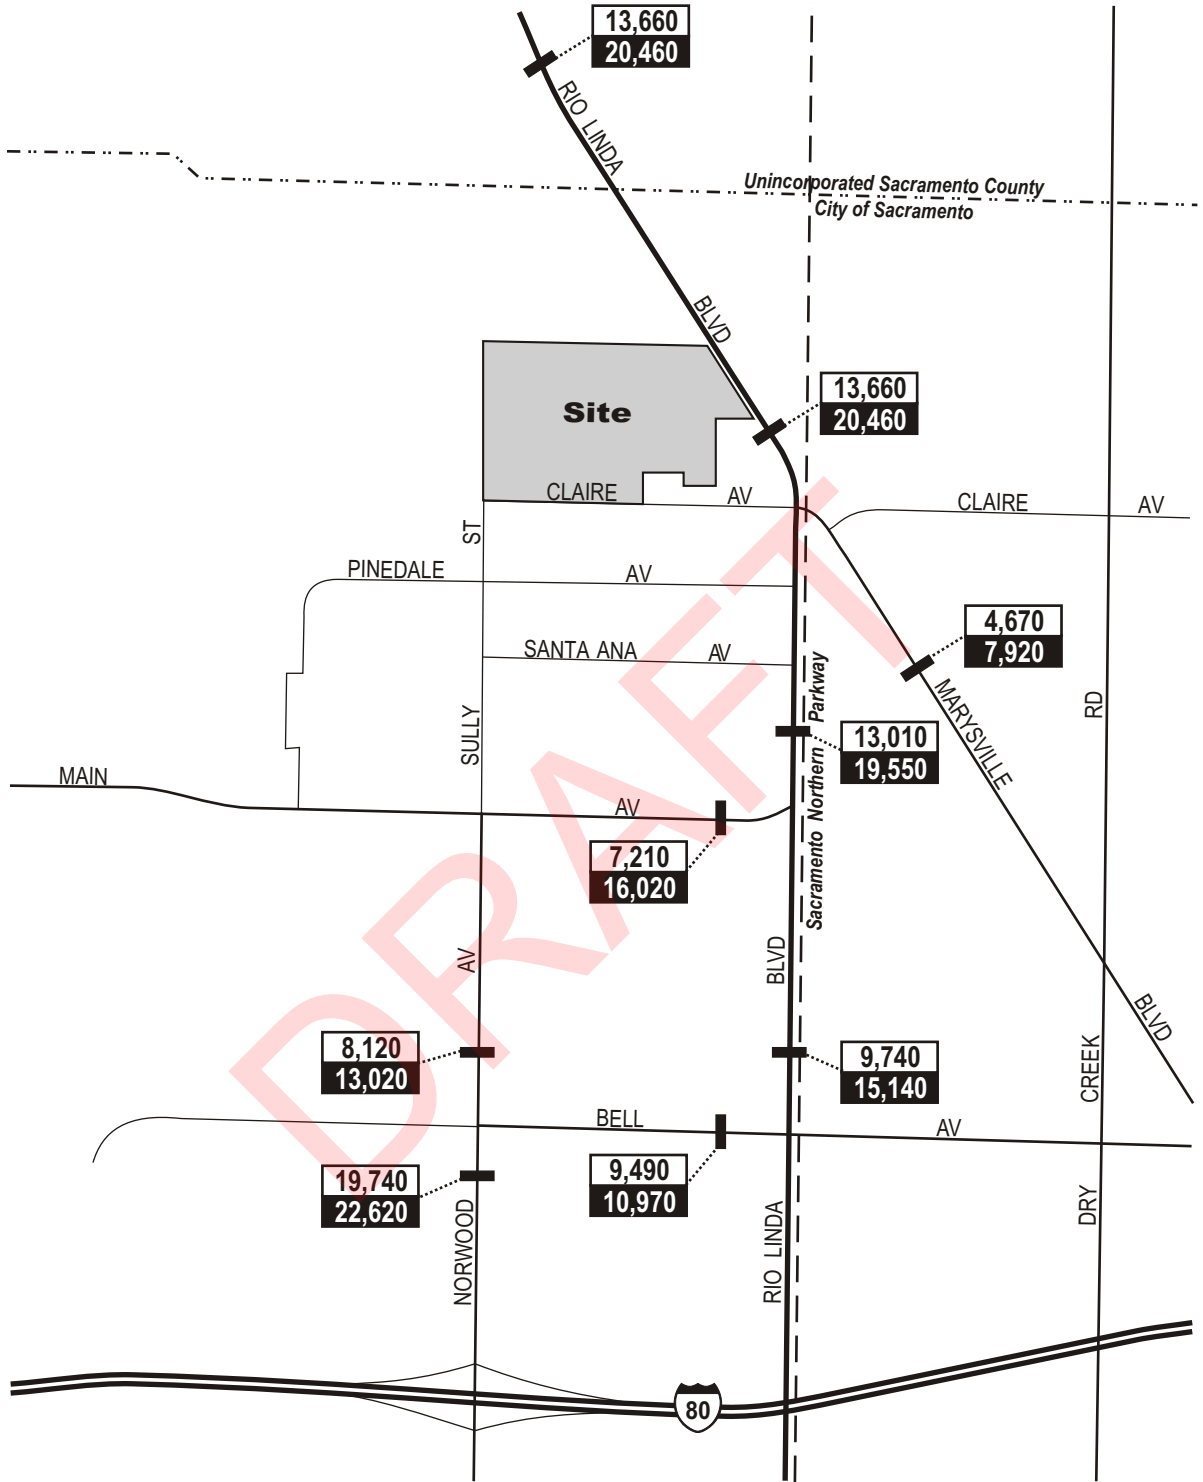 13,660
20,460
RIO LINDA
Unincorporated Sacramento County
City of Sacramento
BLVD
Site
13,660
20,460
CLAIRE AV
CLAIRE AV
ST
PINEDALE AV
4,670
7,920
SANTA ANA AV
Sacramento Northern Parkway
MARYSVILLE
RD
SULLY
13,010
19,550
MAIN AV
7,210
16,020
AV
BLVD
BLVD
8,120
13,020
9,740
15,140
CREEK
BELL AV
9,490
10,970
19,740
22,620
NORWOOD
RIO LINDA
DRY
80
DRAFT